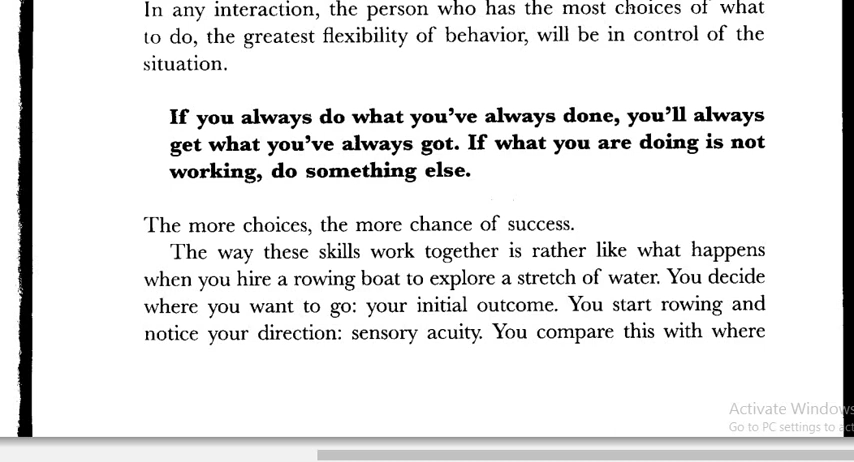 In any interaction, the person who has the most choices of what
to do, the greatest flexibility of behavior, will be in control of the
situation.
If you always do what you've always done, you'll always
get what you've always got. If what you are doing is not
working, do something else.
The more choices, the more chance of success.
The way these skills work together is rather like what happens
when you hire a rowing boat to explore a stretch of water. You decide
where you want to go: your initial outcome. You start rowing and
notice your direction: sensory acuity. You compare this with where
Activate Windows
Go to PC settings to act